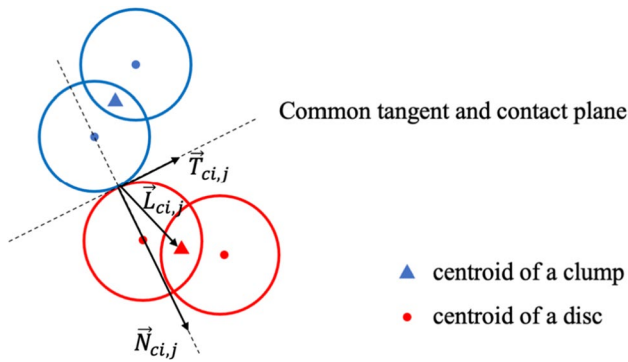 Common tangent and contact plane
T⃗ci,j
L⃗ci,j
centroid of a clump
centroid of a disc
N⃗ci,j